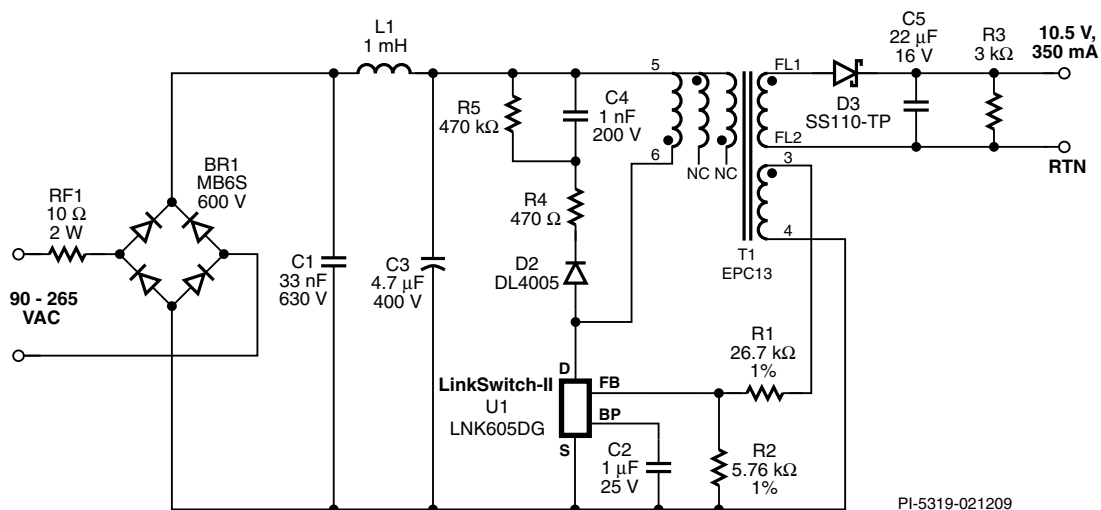 L1
1 mH
C5
22 μF
16 V
R3
3 kΩ
10.5 V,
350 mA
5
FL1
R5
470 kΩ
C4
1 nF
200 V
D3
SS110-TP
6
FL2
NC NC
3
RTN
BR1
MB6S
600 V
RF1
10 Ω
2 W
R4
470 Ω
4
T1
EPC13
90 - 265
VAC
C1
33 nF
630 V
C3
4.7 μF
400 V
D2
DL4005
R1
26.7 kΩ
1%
D
LinkSwitch-II
U1
LNK605DG
FB
BP
S
C2
1 μF
25 V
R2
5.76 kΩ
1%
PI-5319-021209